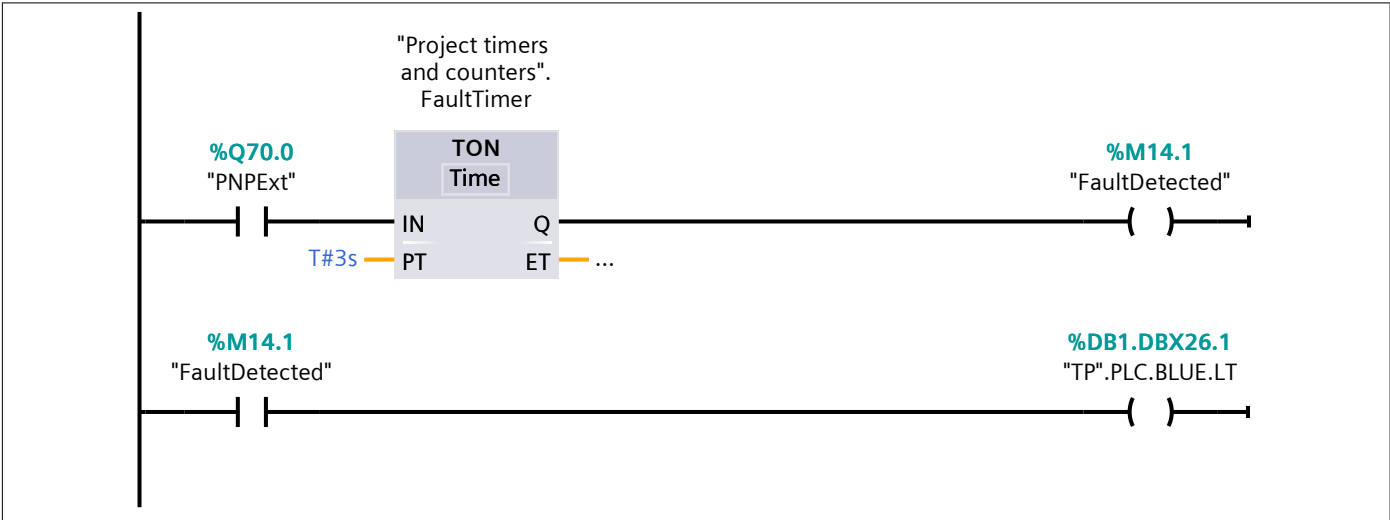 "Project timers
and counters".
FaultTimer
%Q70.0
"PNPExt"
TON
Time
%M14.1
"FaultDetected"
IN
Q
T#3s
PT
ET
...
%M14.1
"FaultDetected"
%DB1.DBX26.1
"TP".PLC.BLUE.LT